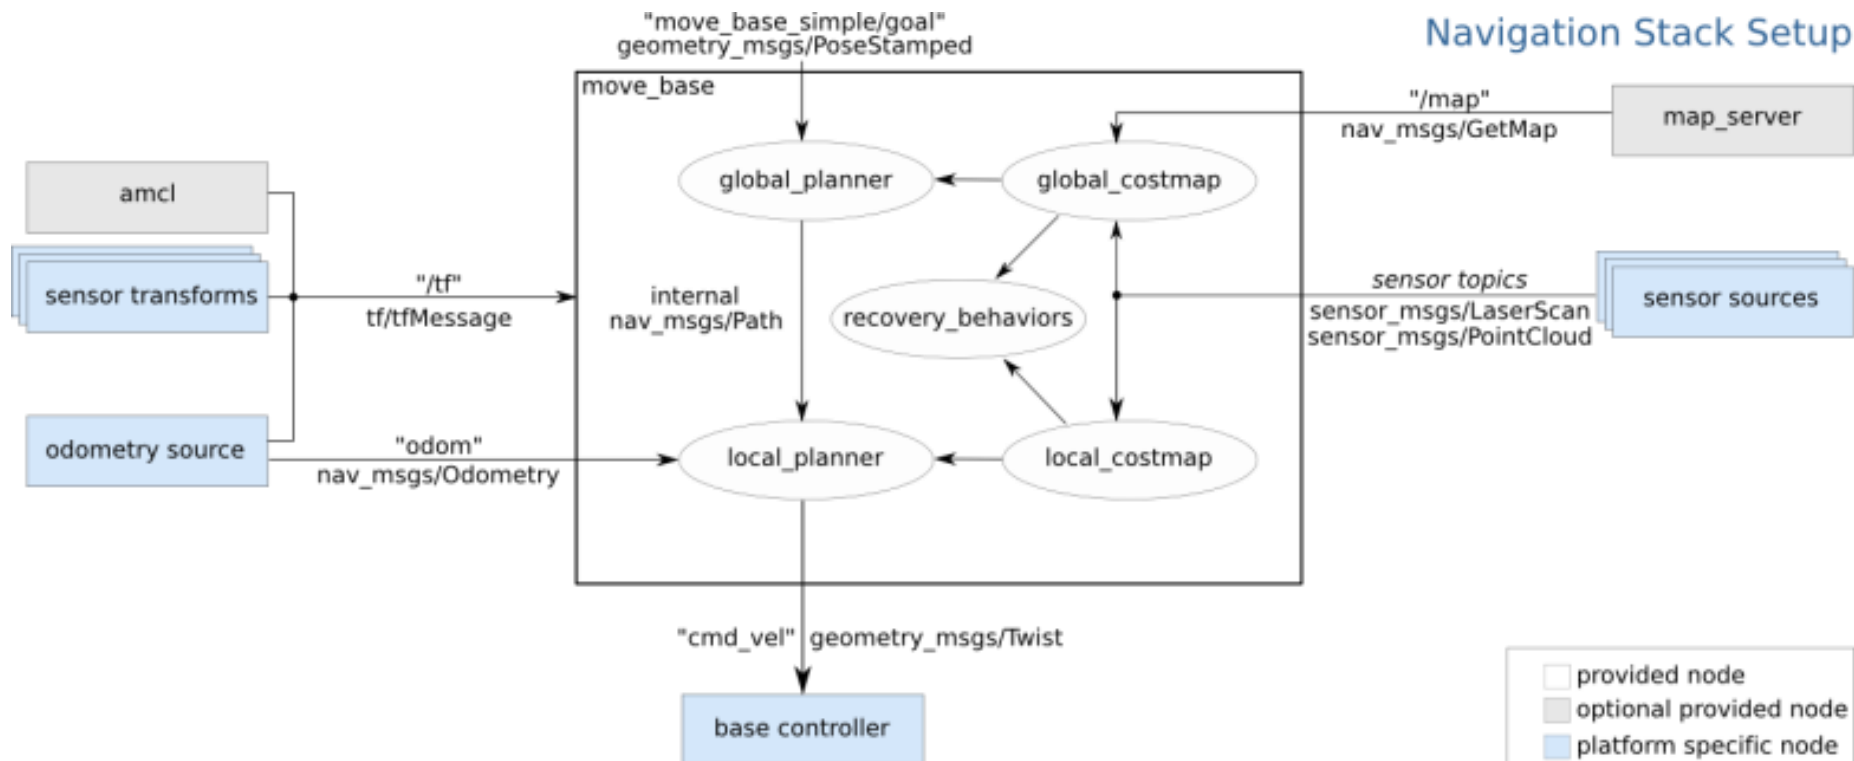 "move_base_simple/goal"
geometry_msgs/PoseStamped
Navigation Stack Setup
move_base
"/map"
nav_msgs/GetMap
map_server
amcl
global_planner
global_costmap
sensor transforms
"/tf"
tf/tfMessage
internal
nav_msgs/Path
recovery_behaviors
sensor topics
sensor_msgs/LaserScan
sensor_msgs/PointCloud
sensor sources
odometry source
"odom"
nav_msgs/Odometry
local_planner
local_costmap
"cmd_vel" geometry_msgs/Twist
base controller
provided node
optional provided node
platform specific node